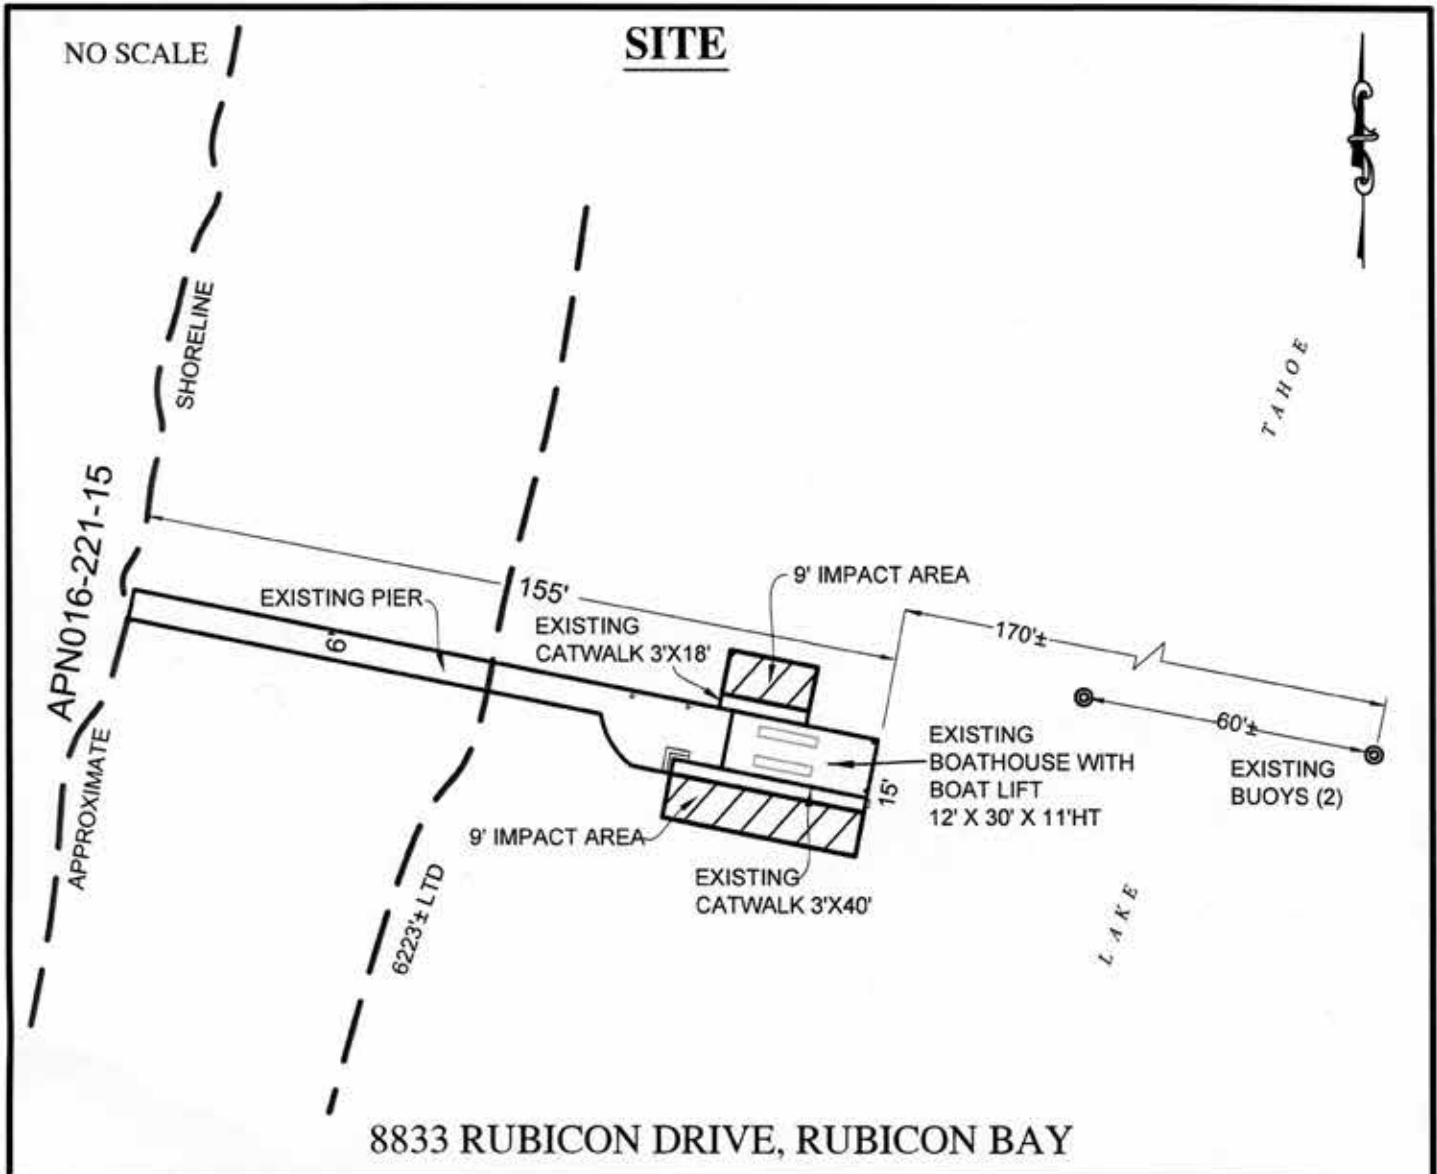 NO SCALE
SITE
SHORELINE
TAHOE
APN016-221-15
9' IMPACT AREA
155'
EXISTING PIER
6'
EXISTING
CATWALK 3'X18'
170'±
60'±
EXISTING
BUOYS (2)
EXISTING
BOATHOUSE WITH
BOAT LIFT
12' X 30' X 11'HT
15'
9' IMPACT AREA
EXISTING
CATWALK 3'X40'
APPROXIMATE
6223'± LTD
LAKE
8833 RUBICON DRIVE, RUBICON BAY